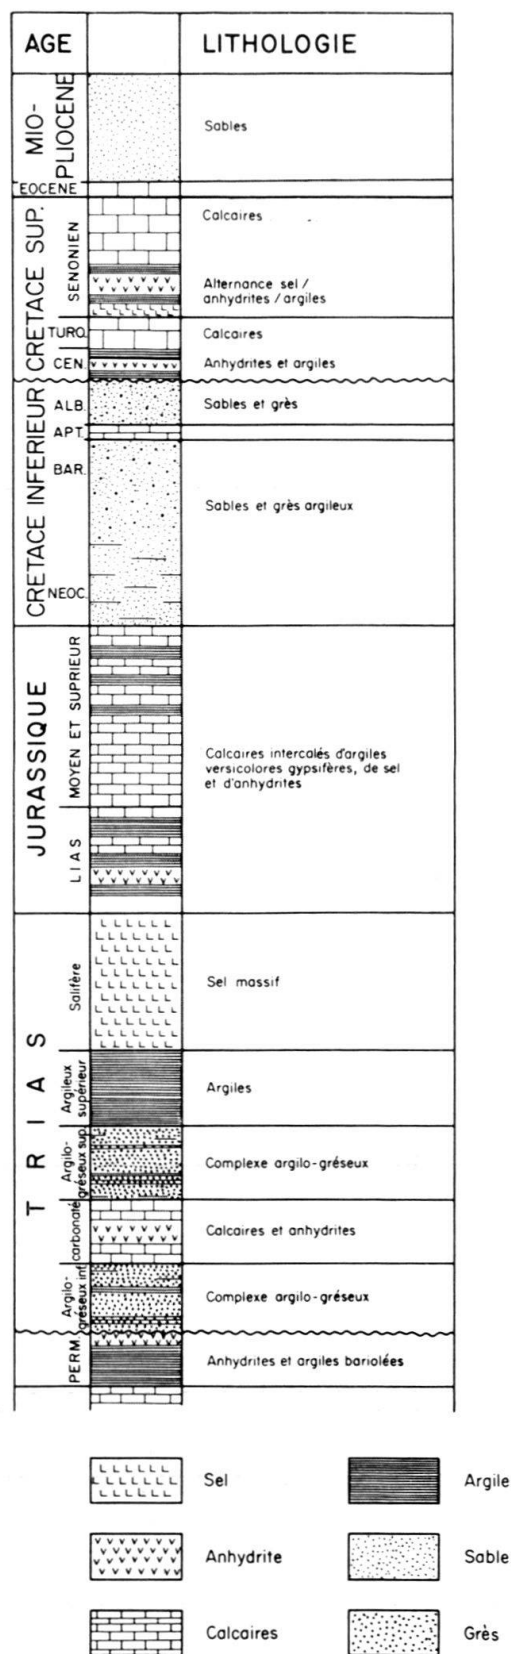 AGE
LITHOLOGIE
MIO-
PLIOCENE
Sables
EOCENE
CRETACE SUP.
SENONIEN
Calcaires
Alternance sel /
anhydrites / argiles
TURO.
Calcaires
CEN.
Anhydrites et argiles
CRETACE INFERIEUR
ALB.
Sables et grès
APT.
BAR.
Sables et grès argileux
NEOC.
JURASSIQUE
MOYEN ET SUPRIEUR
Calcaires intercalés d'argiles
versicolores gypsifères, de sel
et d'anhydrites
LIAS
TRIAS
Salifère
Sel massif
Argileux
supérieur
Argiles
Argilo-
gréseux sup.
Complexe argilo-gréseux
carbonaté
Calcaires et anhydrites
Argilo-
gréseux inf.
Complexe argilo-gréseux
PERM.
Anhydrites et argiles bariolées
Sel
Argile
Anhydrite
Sable
Calcaires
Grès